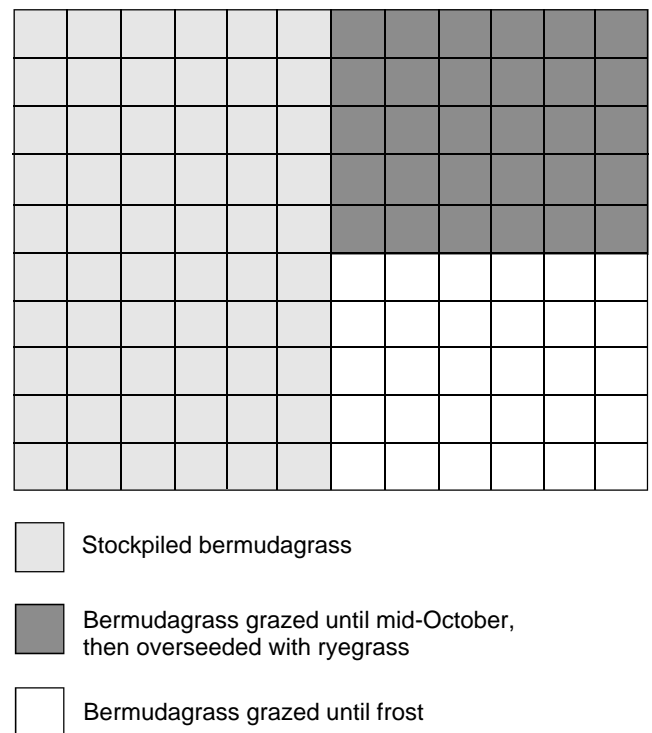 Stockpiled bermudagrass
Bermudagrass grazed until mid-October,
then overseeded with ryegrass
Bermudagrass grazed until frost